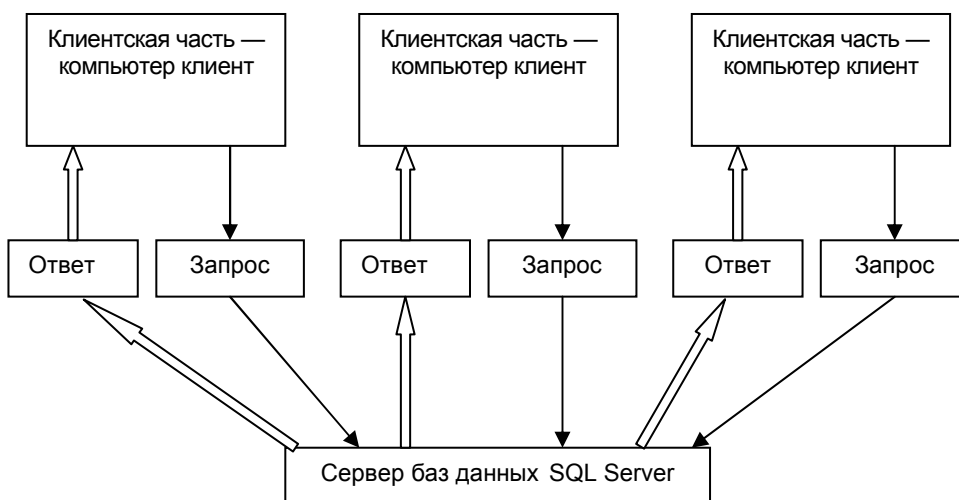 Клиентская часть —
компьютер клиент
Клиентская часть —
компьютер клиент
Клиентская часть —
компьютер клиент
Ответ
Запрос
Ответ
Запрос
Ответ
Запрос
Сервер баз данных SQL Server